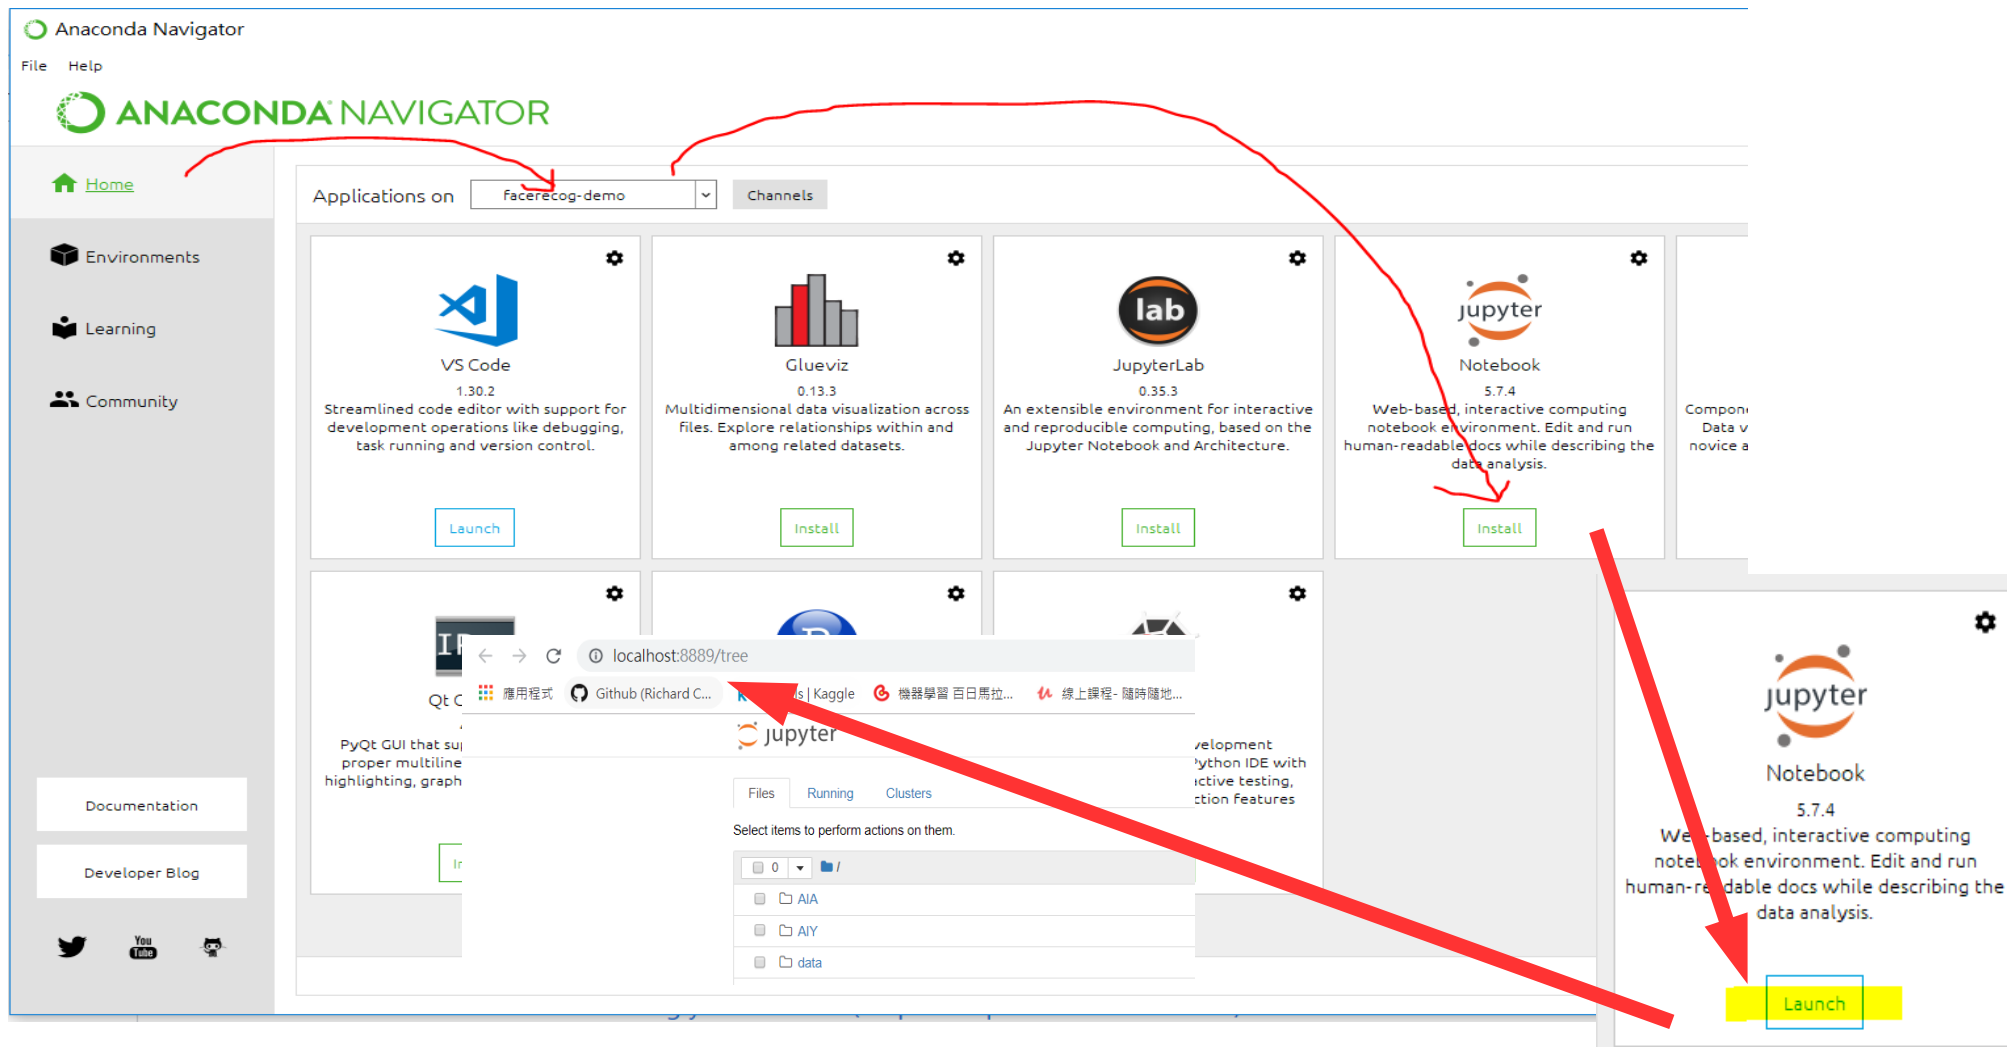 Anaconda Navigator
File Help
ANACONDA NAVIGATOR
Home
Applications on facerecog-demo Channels
Environments
Learning
Community
Documentation
Developer Blog
You
Tube
VS Code
1.30.2
Streamlined code editor with support for
development operations like debugging,
task running and version control.
Launch
Glueviz
0.13.3
Multidimensional data visualization across
files. Explore relationships within and
among related datasets.
Install
lab
JupyterLab
0.35.3
An extensible environment for interactive
and reproducible computing, based on the
Jupyter Notebook and Architecture.
Install
jupyter
Notebook
5.7.4
Web-based, interactive computing
notebook environment. Edit and run
human-readable docs while describing the
data analysis.
Install
Data
novice
PyQt GUI that
proper multiline
highlighting,
Python IDE with
testing,
features
localhost:8889/tree
應用程式 Github (Richard C... | Kaggle 機器學習 百日馬拉... 線上課程- 隨時隨地...
jupyter
Files Running Clusters
Select items to perform actions on them.
0 /
AIA
AIY
data
jupyter
Notebook
5.7.4
Web-based, interactive computing
notebook environment. Edit and run
human-readable docs while describing the
data analysis.
Launch